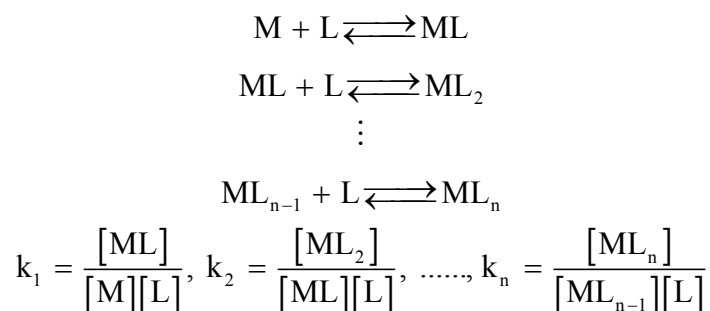 M + L ⇌ ML
ML + L ⇌ ML₂
⋮
MLₙ₋₁ + L ⇌ MLₙ
k₁ = [ML] / [M][L], k₂ = [ML₂] / [ML][L], ......, kₙ = [MLₙ] / [MLₙ₋₁][L]